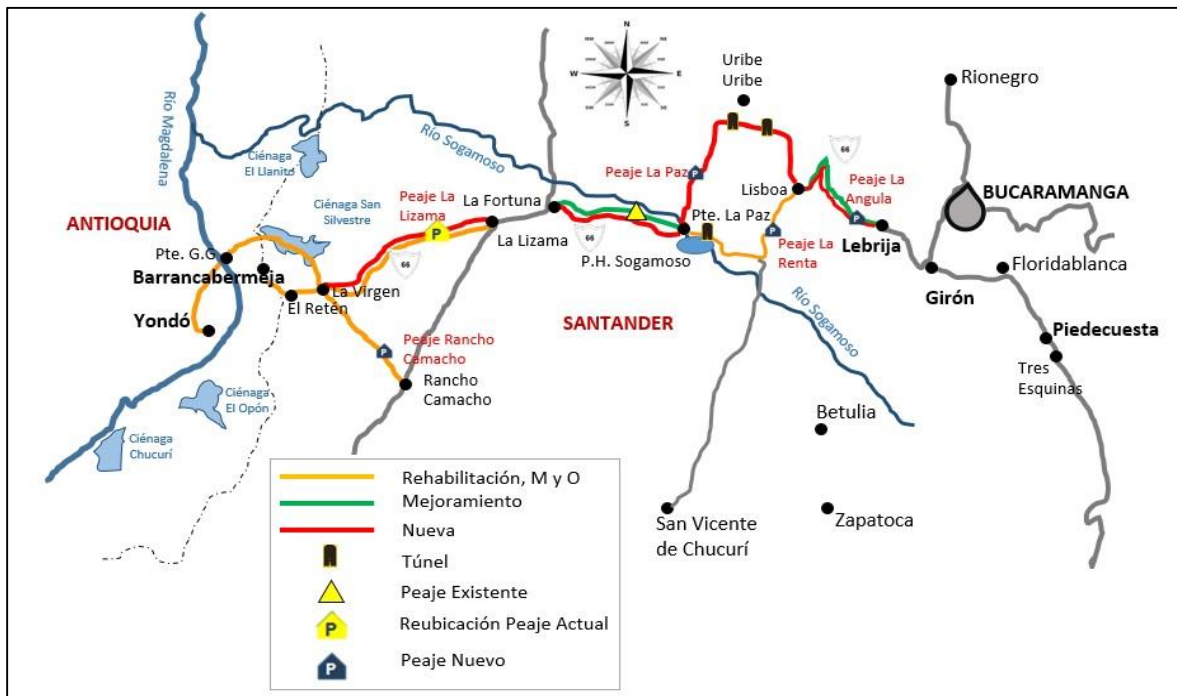 N
W
E
S
Uribe
Uribe
Rionegro
Río Magdalena
Ciénaga
El Llanito
Río Sogamoso
66
Peaje La Paz
Peaje La
Lizama
La Fortuna
Lisboa
Peaje La
Angula
BUCARAMANGA
ANTIOQUIA
Ciénaga San
Silvestre
P
La Lizama
Pte. La Paz
Lebrija
Pte. G.G
66
66
P.H. Sogamoso
Peaje La
Renta
Floridablanca
Barrancabermeja
La Virgen
El Retén
Girón
Yondó
SANTANDER
Río Sogamoso
Piedecuesta
Peaje Rancho
Camacho
Tres
Esquinas
Rancho
Camacho
Ciénaga
El Opón
Betulia
Ciénaga
Chucurí
Rehabilitación, M y O
Mejoramiento
Nueva
San Vicente
de Chucurí
Zapatoca
Túnel
Peaje Existente
P
Reubicación Peaje Actual
P
Peaje Nuevo